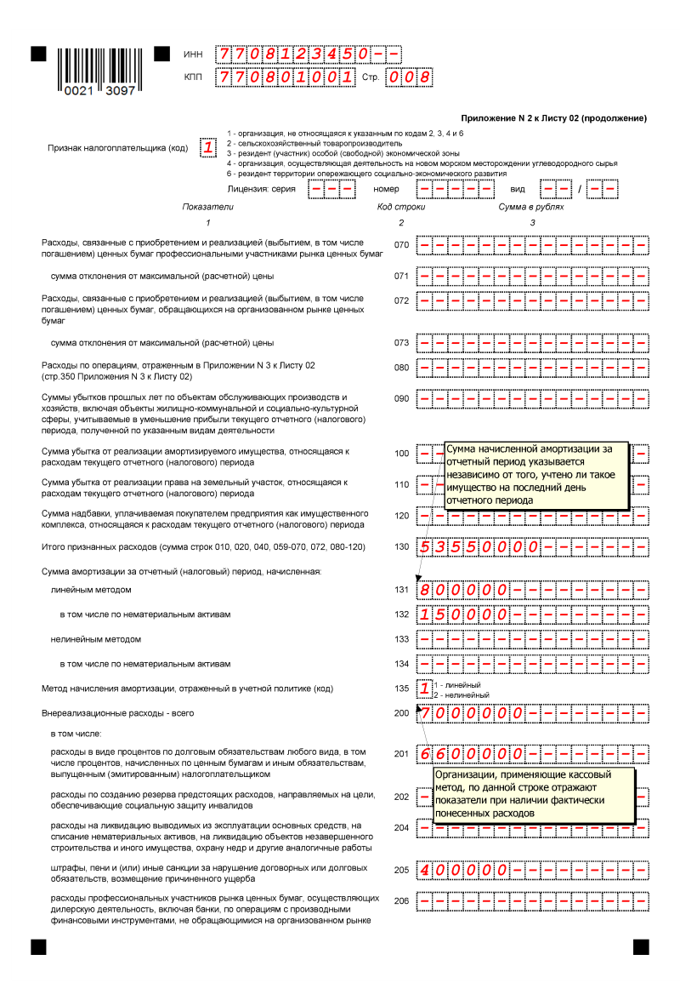 ИНН 7708123450--
0021 3097
КПП 770801001 Стр. 008
Приложение N 2 к Листу 02 (продолжение)
Признак налогоплательщика (код) 1
1 - организация, не относящаяся к указанным по кодам 2, 3, 4 и 6
2 - сельскохозяйственный товаропроизводитель
3 - резидент (участник) особой (свободной) экономической зоны
4 - организация, осуществляющая деятельность на новом морском месторождении углеводородного сырья
6 - резидент территории опережающего социально-экономического развития
Лицензия: серия --- номер ----- вид -- / --
Показатели Код строки Сумма в рублях
1 2 3
Расходы, связанные с приобретением и реализацией (выбытием, в том числе 070 ---------------
погашением) ценных бумаг профессиональными участниками рынка ценных бумаг
сумма отклонения от максимальной (расчетной) цены 071 ---------------
Расходы, связанные с приобретением и реализацией (выбытием, в том числе 072 ---------------
погашением) ценных бумаг, обращающихся на организованном рынке ценных
бумаг
сумма отклонения от максимальной (расчетной) цены 073 ---------------
Расходы по операциям, отраженным в Приложении N 3 к Листу 02 080 ---------------
(стр.350 Приложения N 3 к Листу 02)
Суммы убытков прошлых лет по объектам обслуживающих производств и 090 ---------------
хозяйств, включая объекты жилищно-коммунальной и социально-культурной
сферы, учитываемые в уменьшение прибыли текущего отчетного (налогового)
периода, полученной по указанным видам деятельности
Сумма убытка от реализации амортизируемого имущества, относящаяся к 100 -
расходам текущего отчетного (налогового) периода
Сумма начисленной амортизации за
отчетный период указывается
независимо от того, учтено ли такое
имущество на последний день
отчетного периода
Сумма убытка от реализации права на земельный участок, относящаяся к 110 -
расходам текущего отчетного (налогового) периода
Сумма надбавки, уплачиваемая покупателем предприятия как имущественного 120 ---------------
комплекса, относящаяся к расходам текущего отчетного (налогового) периода
Итого признанных расходов (сумма строк 010, 020, 040, 059-070, 072, 080-120) 130 53550000-------
Сумма амортизации за отчетный (налоговый) период, начисленная:
линейным методом 131 800000---------
в том числе по нематериальным активам 132 150000---------
нелинейным методом 133 ---------------
в том числе по нематериальным активам 134 ---------------
Метод начисления амортизации, отраженный в учетной политике (код) 135 1 1 - линейный
2 - нелинейный
Внереализационные расходы - всего 200 7000000--------
в том числе:
расходы в виде процентов по долговым обязательствам любого вида, в том 201 6600000--------
числе процентов, начисленных по ценным бумагам и иным обязательствам,
выпущенным (эмитированным) налогоплательщиком
Организации, применяющие кассовый
метод, по данной строке отражают
показатели при наличии фактически
понесенных расходов
расходы по созданию резерва предстоящих расходов, направляемых на цели, 202 -
обеспечивающие социальную защиту инвалидов
расходы на ликвидацию выводимых из эксплуатации основных средств, на 204 ---------------
списание нематериальных активов, на ликвидацию объектов незавершенного
строительства и иного имущества, охрану недр и другие аналогичные работы
штрафы, пени и (или) иные санкции за нарушение договорных или долговых 205 400000---------
обязательств, возмещение причиненного ущерба
расходы профессиональных участников рынка ценных бумаг, осуществляющих 206 ---------------
дилерскую деятельность, включая банки, по операциям с производными
финансовыми инструментами, не обращающимися на организованном рынке